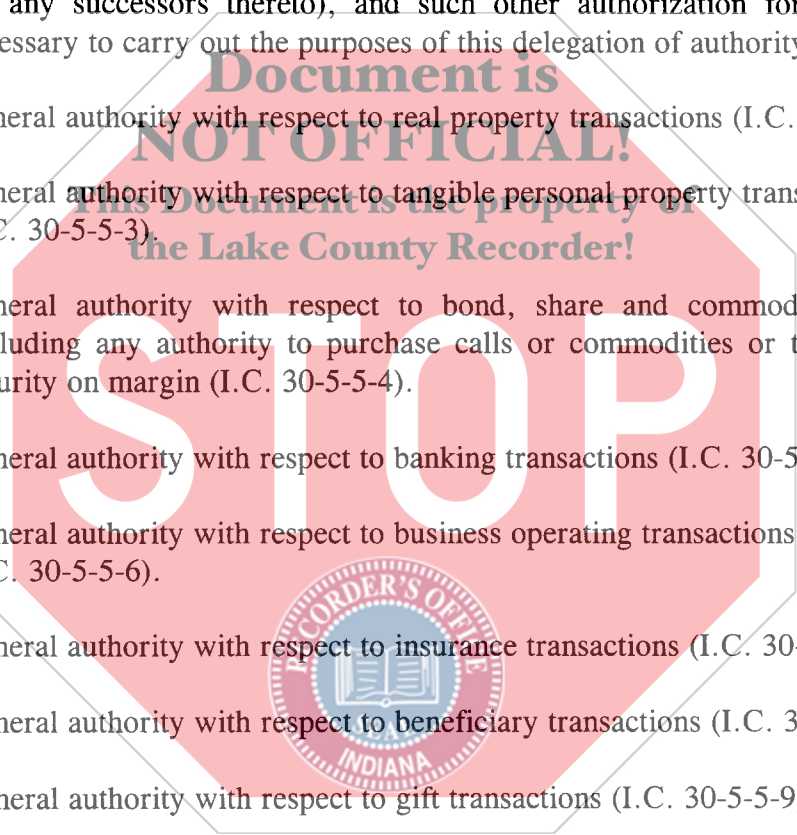 any successors thereto), and such other authorization for
essary to carry out the purposes of this delegation of authority
Document is
neral authority with respect to real property transactions (I.C.
NOT OFFICIAL!
neral authority with respect to tangible personal property trans
This Document is the property of
C. 30-5-5-3).
the Lake County Recorder!
neral authority with respect to bond, share and commod
luding any authority to purchase calls or commodities or t
urity on margin (I.C. 30-5-5-4).
STOP
neral authority with respect to banking transactions (I.C. 30-5
neral authority with respect to business operating transactions
C. 30-5-5-6).
RECORDER'S OFFICE
neral authority with respect to insurance transactions (I.C. 30-
neral authority with respect to beneficiary transactions (I.C. 3
SEAL
INDIANA
neral authority with respect to gift transactions (I.C. 30-5-5-9